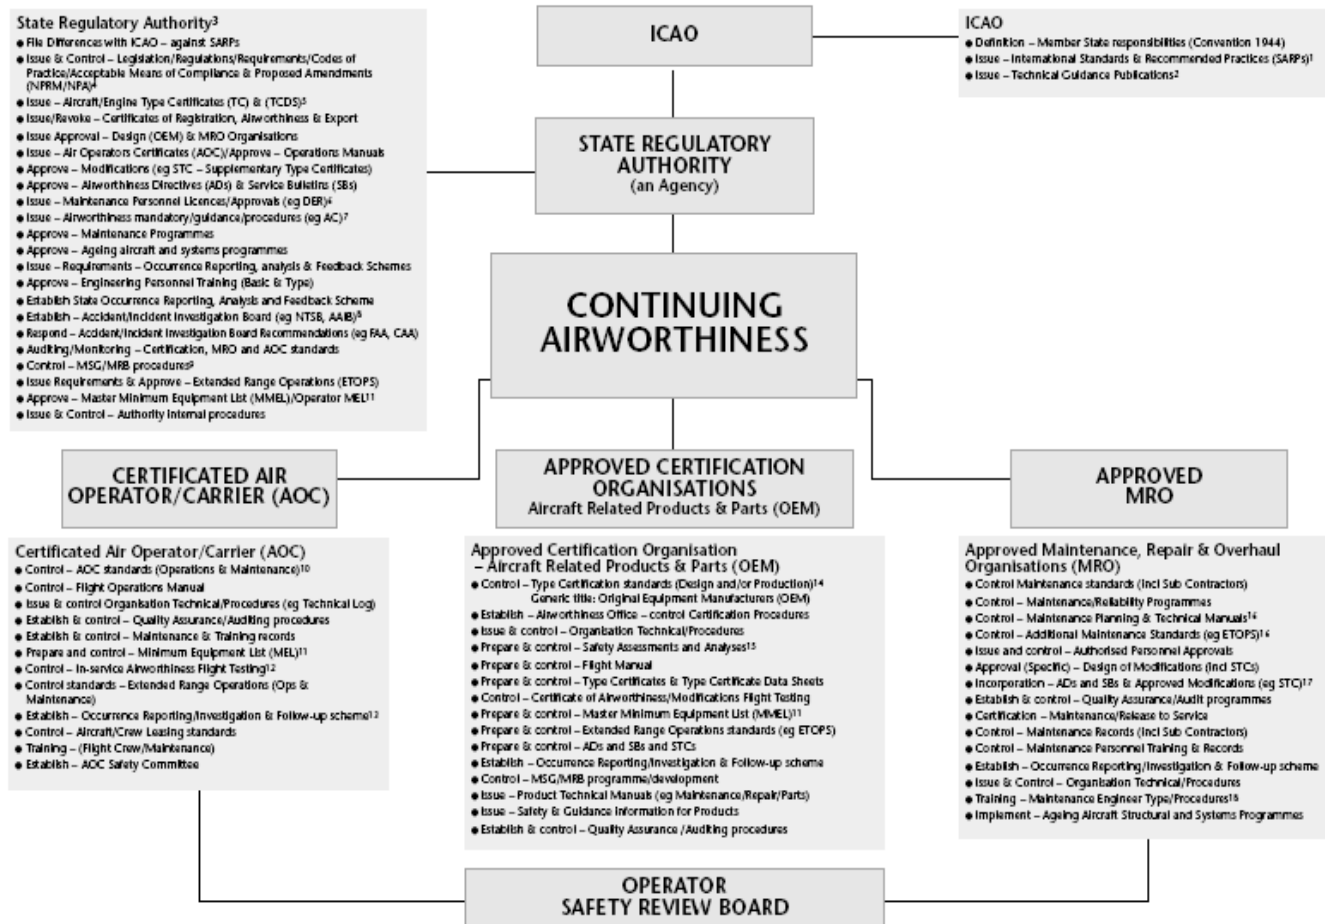 State Regulatory Authority³
● File Differences with ICAO – against SARPs
● Issue & Control – Legislation/Regulations/Requirements/Codes of
Practice/Acceptable Means of Compliance & Proposed Amendments
(NPRM/NPA)⁴
● Issue – Aircraft/Engine Type Certificates (TC) & (TCDS)⁵
● Issue/Revoke – Certificates of Registration, Airworthiness & Export
● Issue Approval – Design (OEM) & MRO Organisations
● Issue – Air Operators Certificates (AOC)/Approve – Operations Manuals
● Approve – Modifications (eg STC – Supplementary Type Certificates)
● Approve – Airworthiness Directives (ADs) & Service Bulletins (SBs)
● Issue – Maintenance Personnel Licences/Approvals (eg DER)⁶
● Issue – Airworthiness mandatory/guidance/procedures (eg AC)⁷
● Approve – Maintenance Programmes
● Approve – Ageing aircraft and systems programmes
● Issue – Requirements – Occurrence Reporting, analysis & Feedback Schemes
● Approve – Engineering Personnel Training (Basic & Type)
● Establish State Occurrence Reporting, Analysis and Feedback Scheme
● Establish – Accident/Incident Investigation Board (eg NTSB, AAIB)⁸
● Respond – Accident/Incident Investigation Board Recommendations (eg FAA, CAA)
● Auditing/Monitoring – Certification, MRO and AOC standards
● Control – MSG/MRB procedures⁹
● Issue Requirements & Approve – Extended Range Operations (ETOPS)
● Approve – Master Minimum Equipment List (MMEL)/Operator MEL¹¹
● Issue & Control – Authority internal procedures
ICAO
ICAO
● Definition – Member State responsibilities (Convention 1944)
● Issue – International Standards & Recommended Practices (SARPs)¹
● Issue – Technical Guidance Publications²
STATE REGULATORY
AUTHORITY
(an Agency)
CONTINUING
AIRWORTHINESS
CERTIFICATED AIR
OPERATOR/CARRIER (AOC)
APPROVED CERTIFICATION
ORGANISATIONS
Aircraft Related Products & Parts (OEM)
APPROVED
MRO
Certificated Air Operator/Carrier (AOC)
● Control – AOC standards (Operations & Maintenance)¹⁰
● Control – Flight Operations Manual
● Issue & control Organisation Technical/Procedures (eg Technical Log)
● Establish & control – Quality Assurance/Auditing procedures
● Establish & control – Maintenance & Training records
● Prepare and control – Minimum Equipment List (MEL)¹¹
● Control – In-service Airworthiness Flight Testing¹²
● Control standards – Extended Range Operations (Ops &
Maintenance)
● Establish – Occurrence Reporting/Investigation & Follow-up scheme¹³
● Control – Aircraft/Crew Leasing standards
● Training – (Flight Crew/Maintenance)
● Establish – AOC Safety Committee
Approved Certification Organisation
– Aircraft Related Products & Parts (OEM)
● Control – Type Certification standards (Design and/or Production)¹⁴
Generic title: Original Equipment Manufacturers (OEM)
● Establish – Airworthiness Office – control Certification Procedures
● Issue & control – Organisation Technical/Procedures
● Prepare & control – Safety Assessments and Analyses¹⁵
● Prepare & control – Flight Manual
● Prepare & control – Type Certificates & Type Certificate Data Sheets
● Control – Certificate of Airworthiness/Modifications Flight Testing
● Prepare & control – Master Minimum Equipment List (MMEL)¹¹
● Prepare & control – Extended Range Operations standards (eg ETOPS)
● Prepare & control – ADs and SBs and STCs
● Establish – Occurrence Reporting/Investigation & Follow-up scheme
● Control – MSG/MRB programme/development
● Issue – Product Technical Manuals (eg Maintenance/Repair/Parts)
● Issue – Safety & Guidance Information for Products
● Establish & control – Quality Assurance /Auditing procedures
Approved Maintenance, Repair & Overhaul
Organisations (MRO)
● Control Maintenance standards (incl Sub Contractors)
● Control – Maintenance/Reliability Programmes
● Control – Maintenance Planning & Technical Manuals¹⁶
● Control – Additional Maintenance Standards (eg ETOPS)¹⁶
● Issue and control – Authorised Personnel Approvals
● Approval (Specific) – Design of Modifications (incl STCs)
● Incorporation – ADs and SBs & Approved Modifications (eg STC)¹⁷
● Establish & control – Quality Assurance/Audit programmes
● Certification – Maintenance/Release to Service
● Control – Maintenance Records (incl Sub Contractors)
● Control – Maintenance Personnel Training & Records
● Establish – Occurrence Reporting/Investigation & Follow-up scheme
● Issue & Control – Organisation Technical/Procedures
● Training – Maintenance Engineer Type/Procedures¹⁸
● Implement – Ageing Aircraft Structural and Systems Programmes
OPERATOR
SAFETY REVIEW BOARD